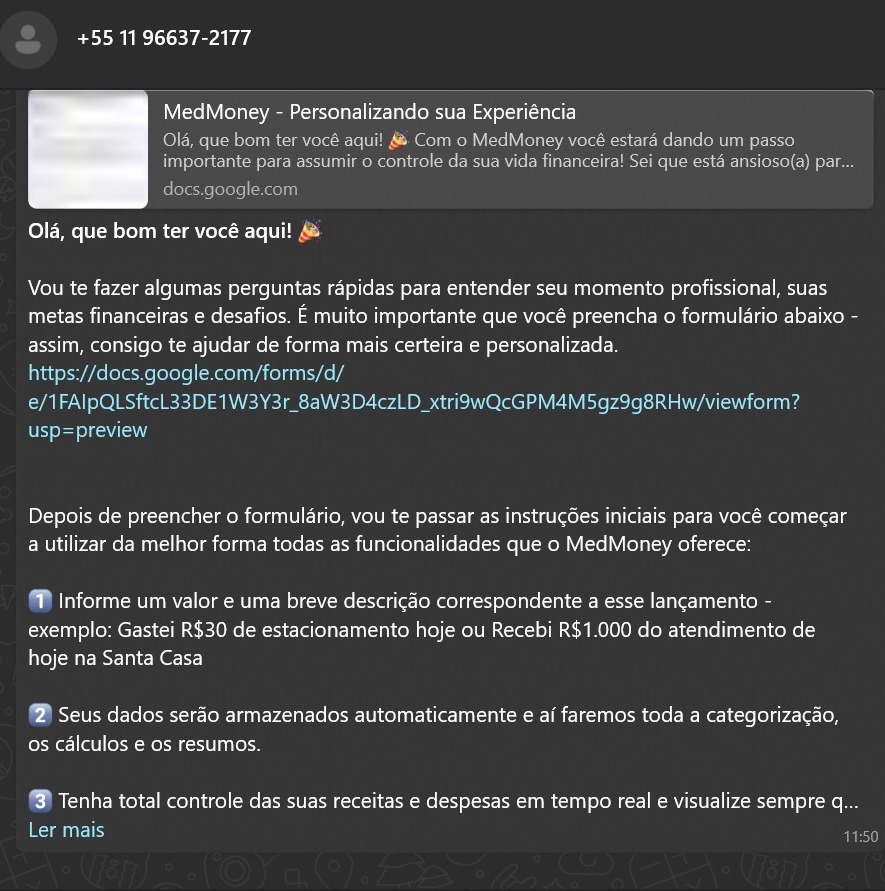 +55 11 96637-2177
MedMoney - Personalizando sua Experiência
Olá, que bom ter você aqui! 🎉 Com o MedMoney você estará dando um passo
importante para assumir o controle da sua vida financeira! Sei que está ansioso(a) par...
docs.google.com
Olá, que bom ter você aqui! 🎉
Vou te fazer algumas perguntas rápidas para entender seu momento profissional, suas
metas financeiras e desafios. É muito importante que você preencha o formulário abaixo -
assim, consigo te ajudar de forma mais certeira e personalizada.
https://docs.google.com/forms/d/
e/1FAIpQLSftcL33DE1W3Y3r_8aW3D4czLD_xtri9wQcGPM4M5gz9g8RHw/viewform?
usp=preview
Depois de preencher o formulário, vou te passar as instruções iniciais para você começar
a utilizar da melhor forma todas as funcionalidades que o MedMoney oferece:
1️⃣ Informe um valor e uma breve descrição correspondente a esse lançamento -
exemplo: Gastei R$30 de estacionamento hoje ou Recebi R$1.000 do atendimento de
hoje na Santa Casa
2️⃣ Seus dados serão armazenados automaticamente e aí faremos toda a categorização,
os cálculos e os resumos.
3️⃣ Tenha total controle das suas receitas e despesas em tempo real e visualize sempre q...
Ler mais
11:50